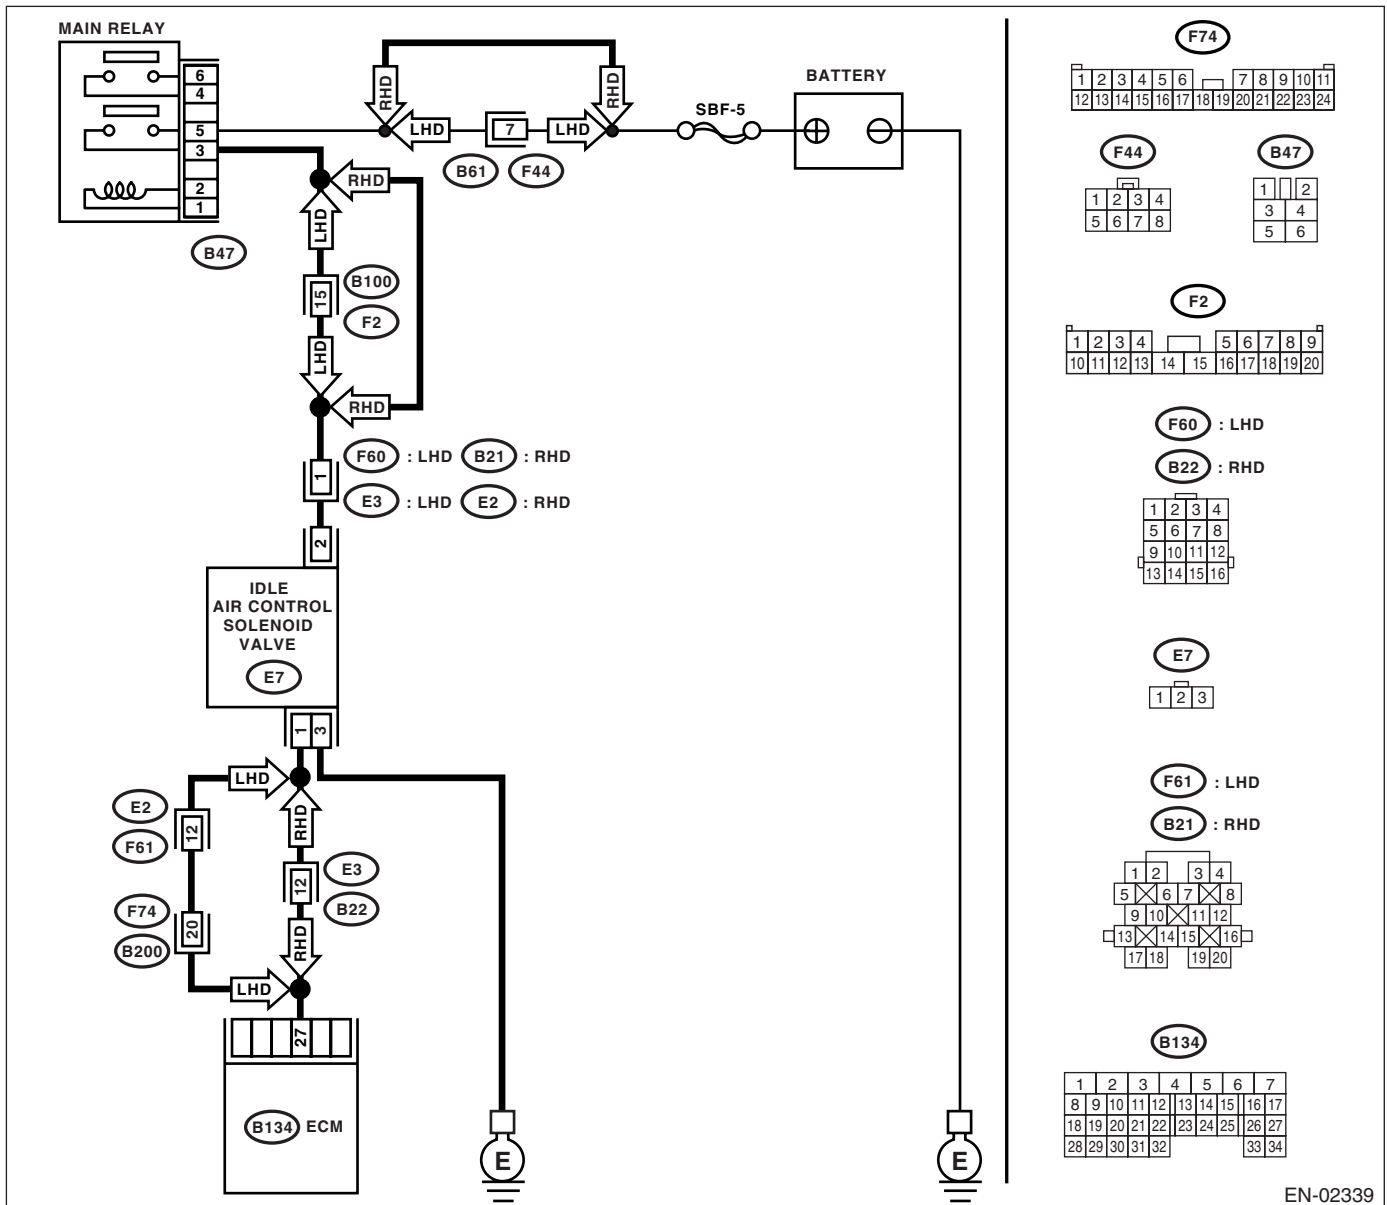 MAIN RELAY
6
4
5
3
2
1
B47
RHD
RHD
LHD
7
LHD
B61
F44
SBF-5
BATTERY
RHD
LHD
15
B100
F2
LHD
RHD
1
F60 : LHD B21 : RHD
E3 : LHD E2 : RHD
2
IDLE
AIR CONTROL
SOLENOID
VALVE
E7
1 3
LHD
E2
12
F61
F74
20
B200
LHD
RHD
12
E3
B22
RHD
27
B134 ECM
E
E
F74
1 2 3 4 5 6 7 8 9 10 11
12 13 14 15 16 17 18 19 20 21 22 23 24
F44
1 2 3 4
5 6 7 8
B47
1 2
3 4
5 6
F2
1 2 3 4 5 6 7 8 9
10 11 12 13 14 15 16 17 18 19 20
F60 : LHD
B22 : RHD
1 2 3 4
5 6 7 8
9 10 11 12
13 14 15 16
E7
1 2 3
F61 : LHD
B21 : RHD
1 2 3 4
5 6 7 8
9 10 11 12
13 14 15 16
17 18 19 20
B134
1 2 3 4 5 6 7
8 9 10 11 12 13 14 15 16 17
18 19 20 21 22 23 24 25 26 27
28 29 30 31 32 33 34
EN-02339